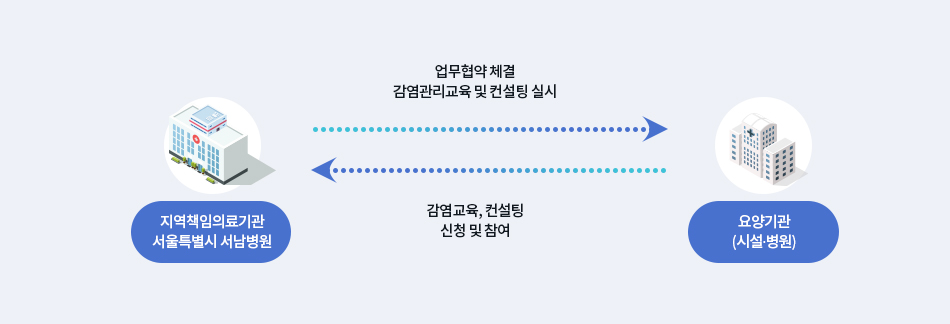 업무협약 체결
감염관리교육 및 컨설팅 실시
지역책임의료기관
서울특별시 서남병원
요양기관
(시설·병원)
감염교육, 컨설팅
신청 및 참여